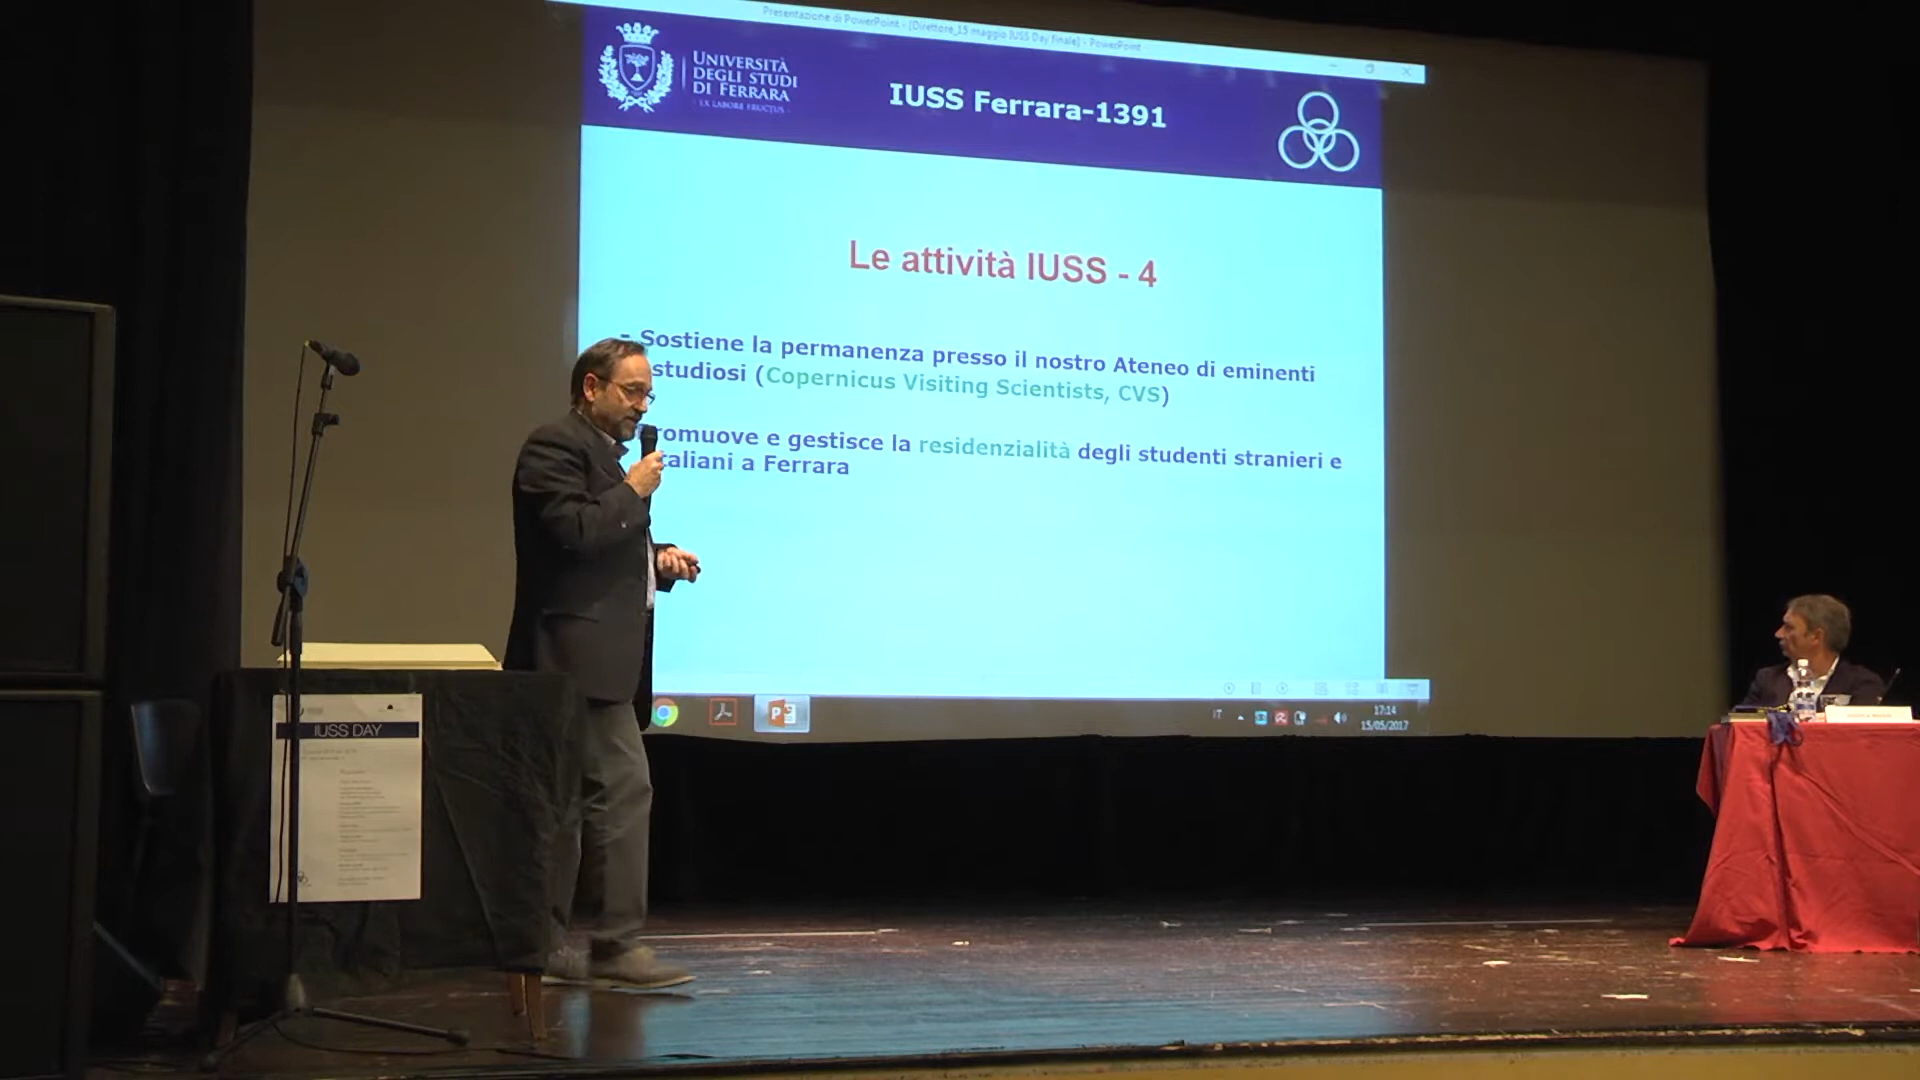 Presentazione di PowerPoint - [Direttore_15 maggio IUSS Day finale] - PowerPoint
UNIVERSITÀ
DEGLI STUDI
DI FERRARA
- EX LABORE FRUCTUS -
IUSS Ferrara-1391
Le attività IUSS - 4
- Sostiene la permanenza presso il nostro Ateneo di eminenti
studiosi (Copernicus Visiting Scientists, CVS)
romuove e gestisce la residenzialità degli studenti stranieri e
taliani a Ferrara
IT
17:14
15/05/2017
IUSS DAY